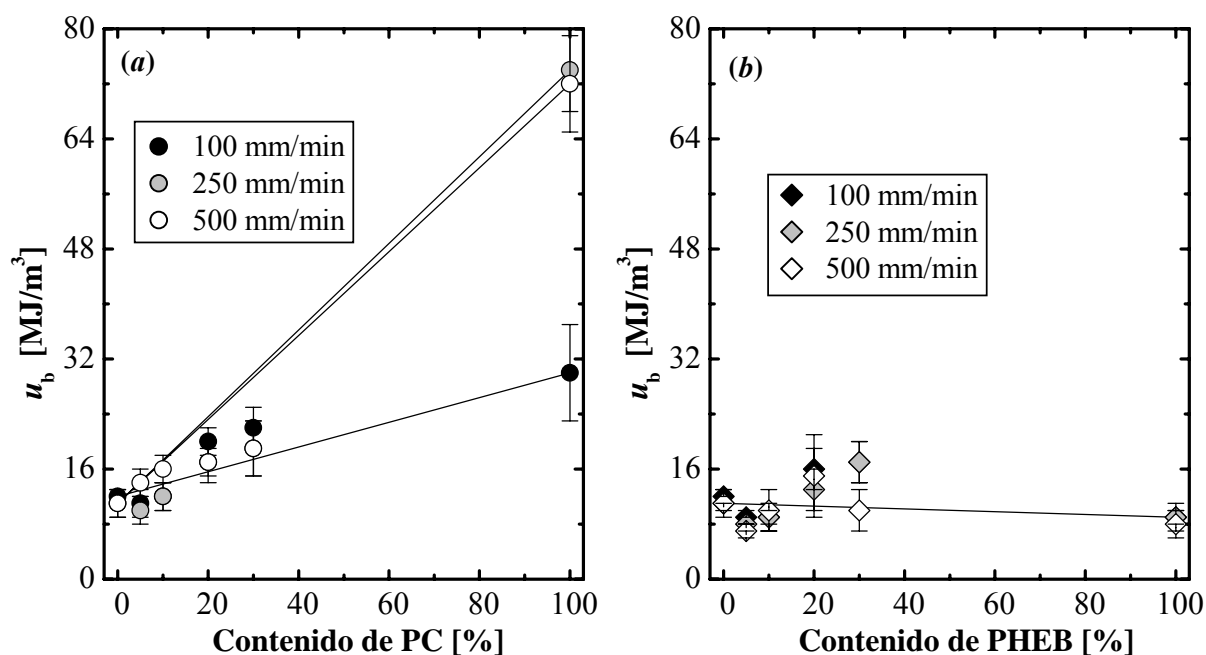 (a)
80
64
48
32
16
0
u_b [MJ/m³]
100 mm/min
250 mm/min
500 mm/min
0 20 40 60 80 100
Contenido de PC [%]
(b)
80
64
48
32
16
0
u_b [MJ/m³]
100 mm/min
250 mm/min
500 mm/min
0 20 40 60 80 100
Contenido de PHEB [%]